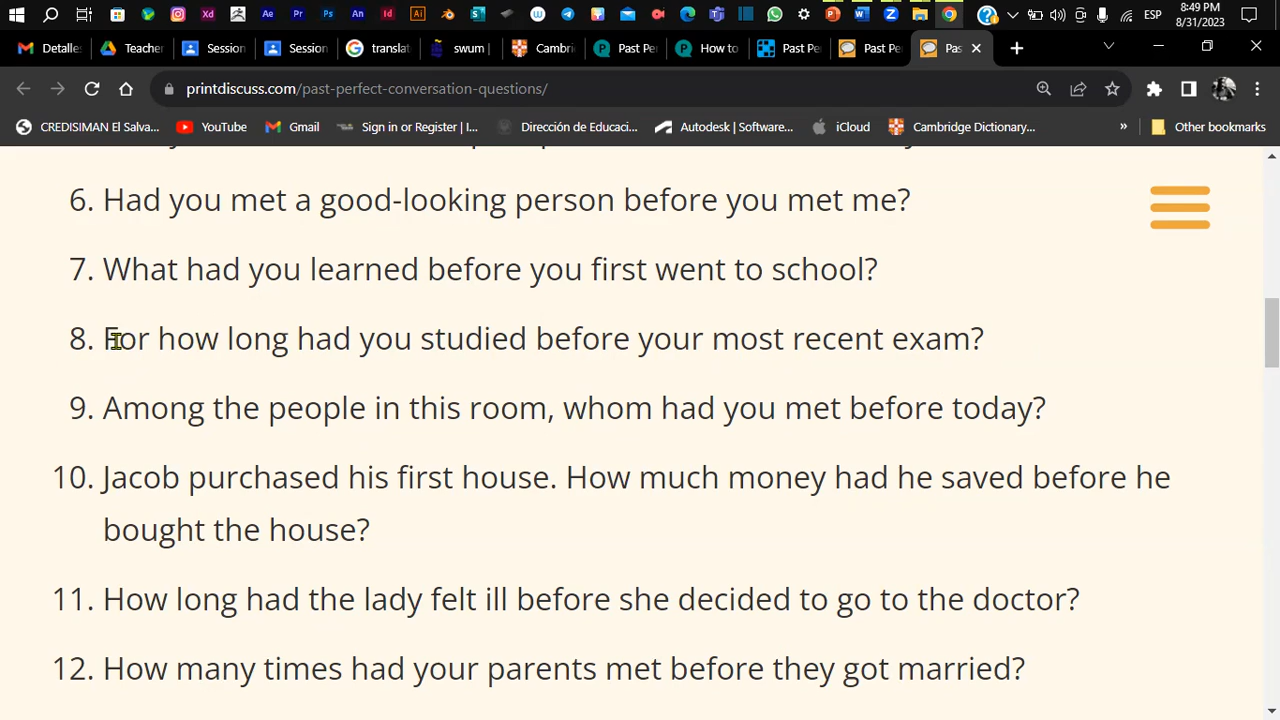 8:49 PM
ESP
8/31/2023
Detalle
Teacher
Session
Session
translat
swum |
Cambri
Past Per
How to
Past Pe
Past Pe
Pas
printdiscuss.com/past-perfect-conversation-questions/
CREDISIMAN El Salva...
YouTube
Gmail
Sign in or Register | I...
Dirección de Educaci...
Autodesk | Software...
iCloud
Cambridge Dictionary...
»
Other bookmarks
6. Had you met a good-looking person before you met me?
7. What had you learned before you first went to school?
8. For how long had you studied before your most recent exam?
9. Among the people in this room, whom had you met before today?
10. Jacob purchased his first house. How much money had he saved before he
bought the house?
11. How long had the lady felt ill before she decided to go to the doctor?
12. How many times had your parents met before they got married?